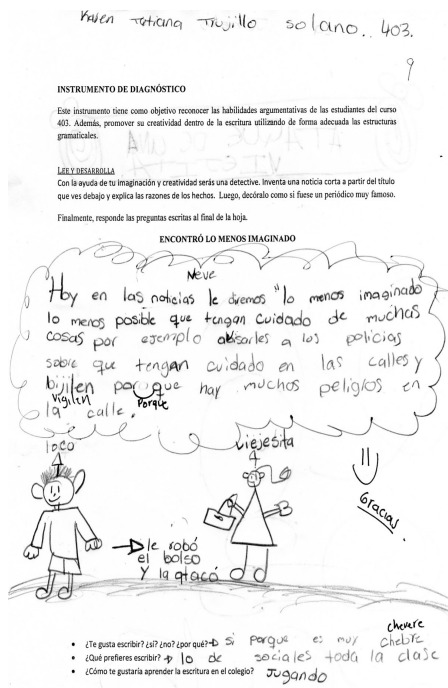 Karen Tatiana Trujillo solano.. 403.
9
INSTRUMENTO DE DIAGNÓSTICO
Este instrumento tiene como objetivo reconocer las habilidades argumentativas de las estudiantes del curso
403. Además, promover su creatividad dentro de la escritura utilizando de forma adecuada las estructuras
gramaticales.
LEE Y DESARROLLA
Con la ayuda de tu imaginación y creatividad serás una detective. Inventa una noticia corta a partir del título
que ves debajo y explica las razones de los hechos. Luego, decóralo como si fuese un periódico muy famoso.
Finalmente, responde las preguntas escritas al final de la hoja.
ENCONTRÓ LO MENOS IMAGINADO
Neve
Hoy en las noticias le diremos "lo menos imaginado
lo menos posible que tengan cuidado de muchas
cosas por ejemplo abisarles a los policias
sobre que tengan cuidado en las calles y
bijilen por que hay muchos peligros en
Vigilen Porque
la calle.
loco
viejesita
Gracias.
le robó
el bolso
y la atacó
chevere
• ¿Te gusta escribir? ¿sí? ¿no? ¿por qué? si porque es muy chebre
• ¿Qué prefieres escribir? lo de sociales toda la clase
• ¿Cómo te gustaría aprender la escritura en el colegio? Jugando